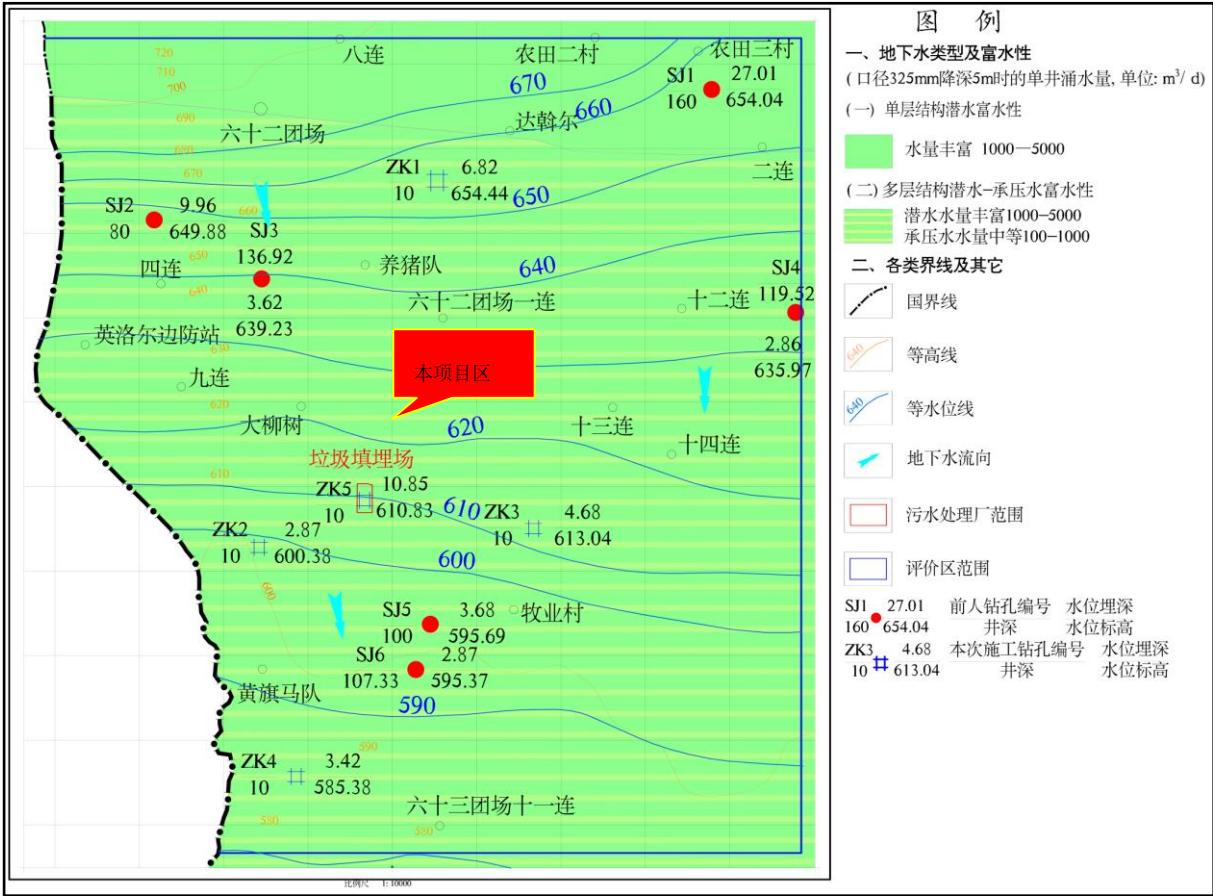 720
710
700
690
680
670
660
650
640
630
620
610
600
590
580
580
八连
农田二村
农田三村
670
660
SJ1 27.01
160 654.04
六十二团场
达斡尔
二连
ZK1 6.82
10 654.44
650
SJ2 9.96
80 649.88
SJ3
136.92
3.62
639.23
四连
养猪队
640
SJ4
119.52
2.86
635.97
六十二团场一连
十二连
英洛尔边防站
九连
本项目区
大柳树
620
十三连
十四连
垃圾填埋场
ZK5 10.85
10 610.83
610
ZK3 4.68
10 613.04
ZK2 2.87
10 600.38
600
SJ5 3.68
100 595.69
牧业村
SJ6 2.87
107.33 595.37
黄旗马队
590
ZK4 3.42
10 585.38
六十三团场十一连
比例尺 1:10000
图 例
一、地下水类型及富水性
(口径325mm降深5m时的单井涌水量, 单位: m³/ d)
(一) 单层结构潜水富水性
水量丰富 1000—5000
(二) 多层结构潜水–承压水富水性
潜水水量丰富1000–5000
承压水水量中等100–1000
二、各类界线及其它
国界线
640
等高线
640
等水位线
地下水流向
污水处理厂范围
评价区范围
SJ1 27.01 前人钻孔编号 水位埋深
160 654.04 井深 水位标高
ZK3 4.68 本次施工钻孔编号 水位埋深
10 613.04 井深 水位标高